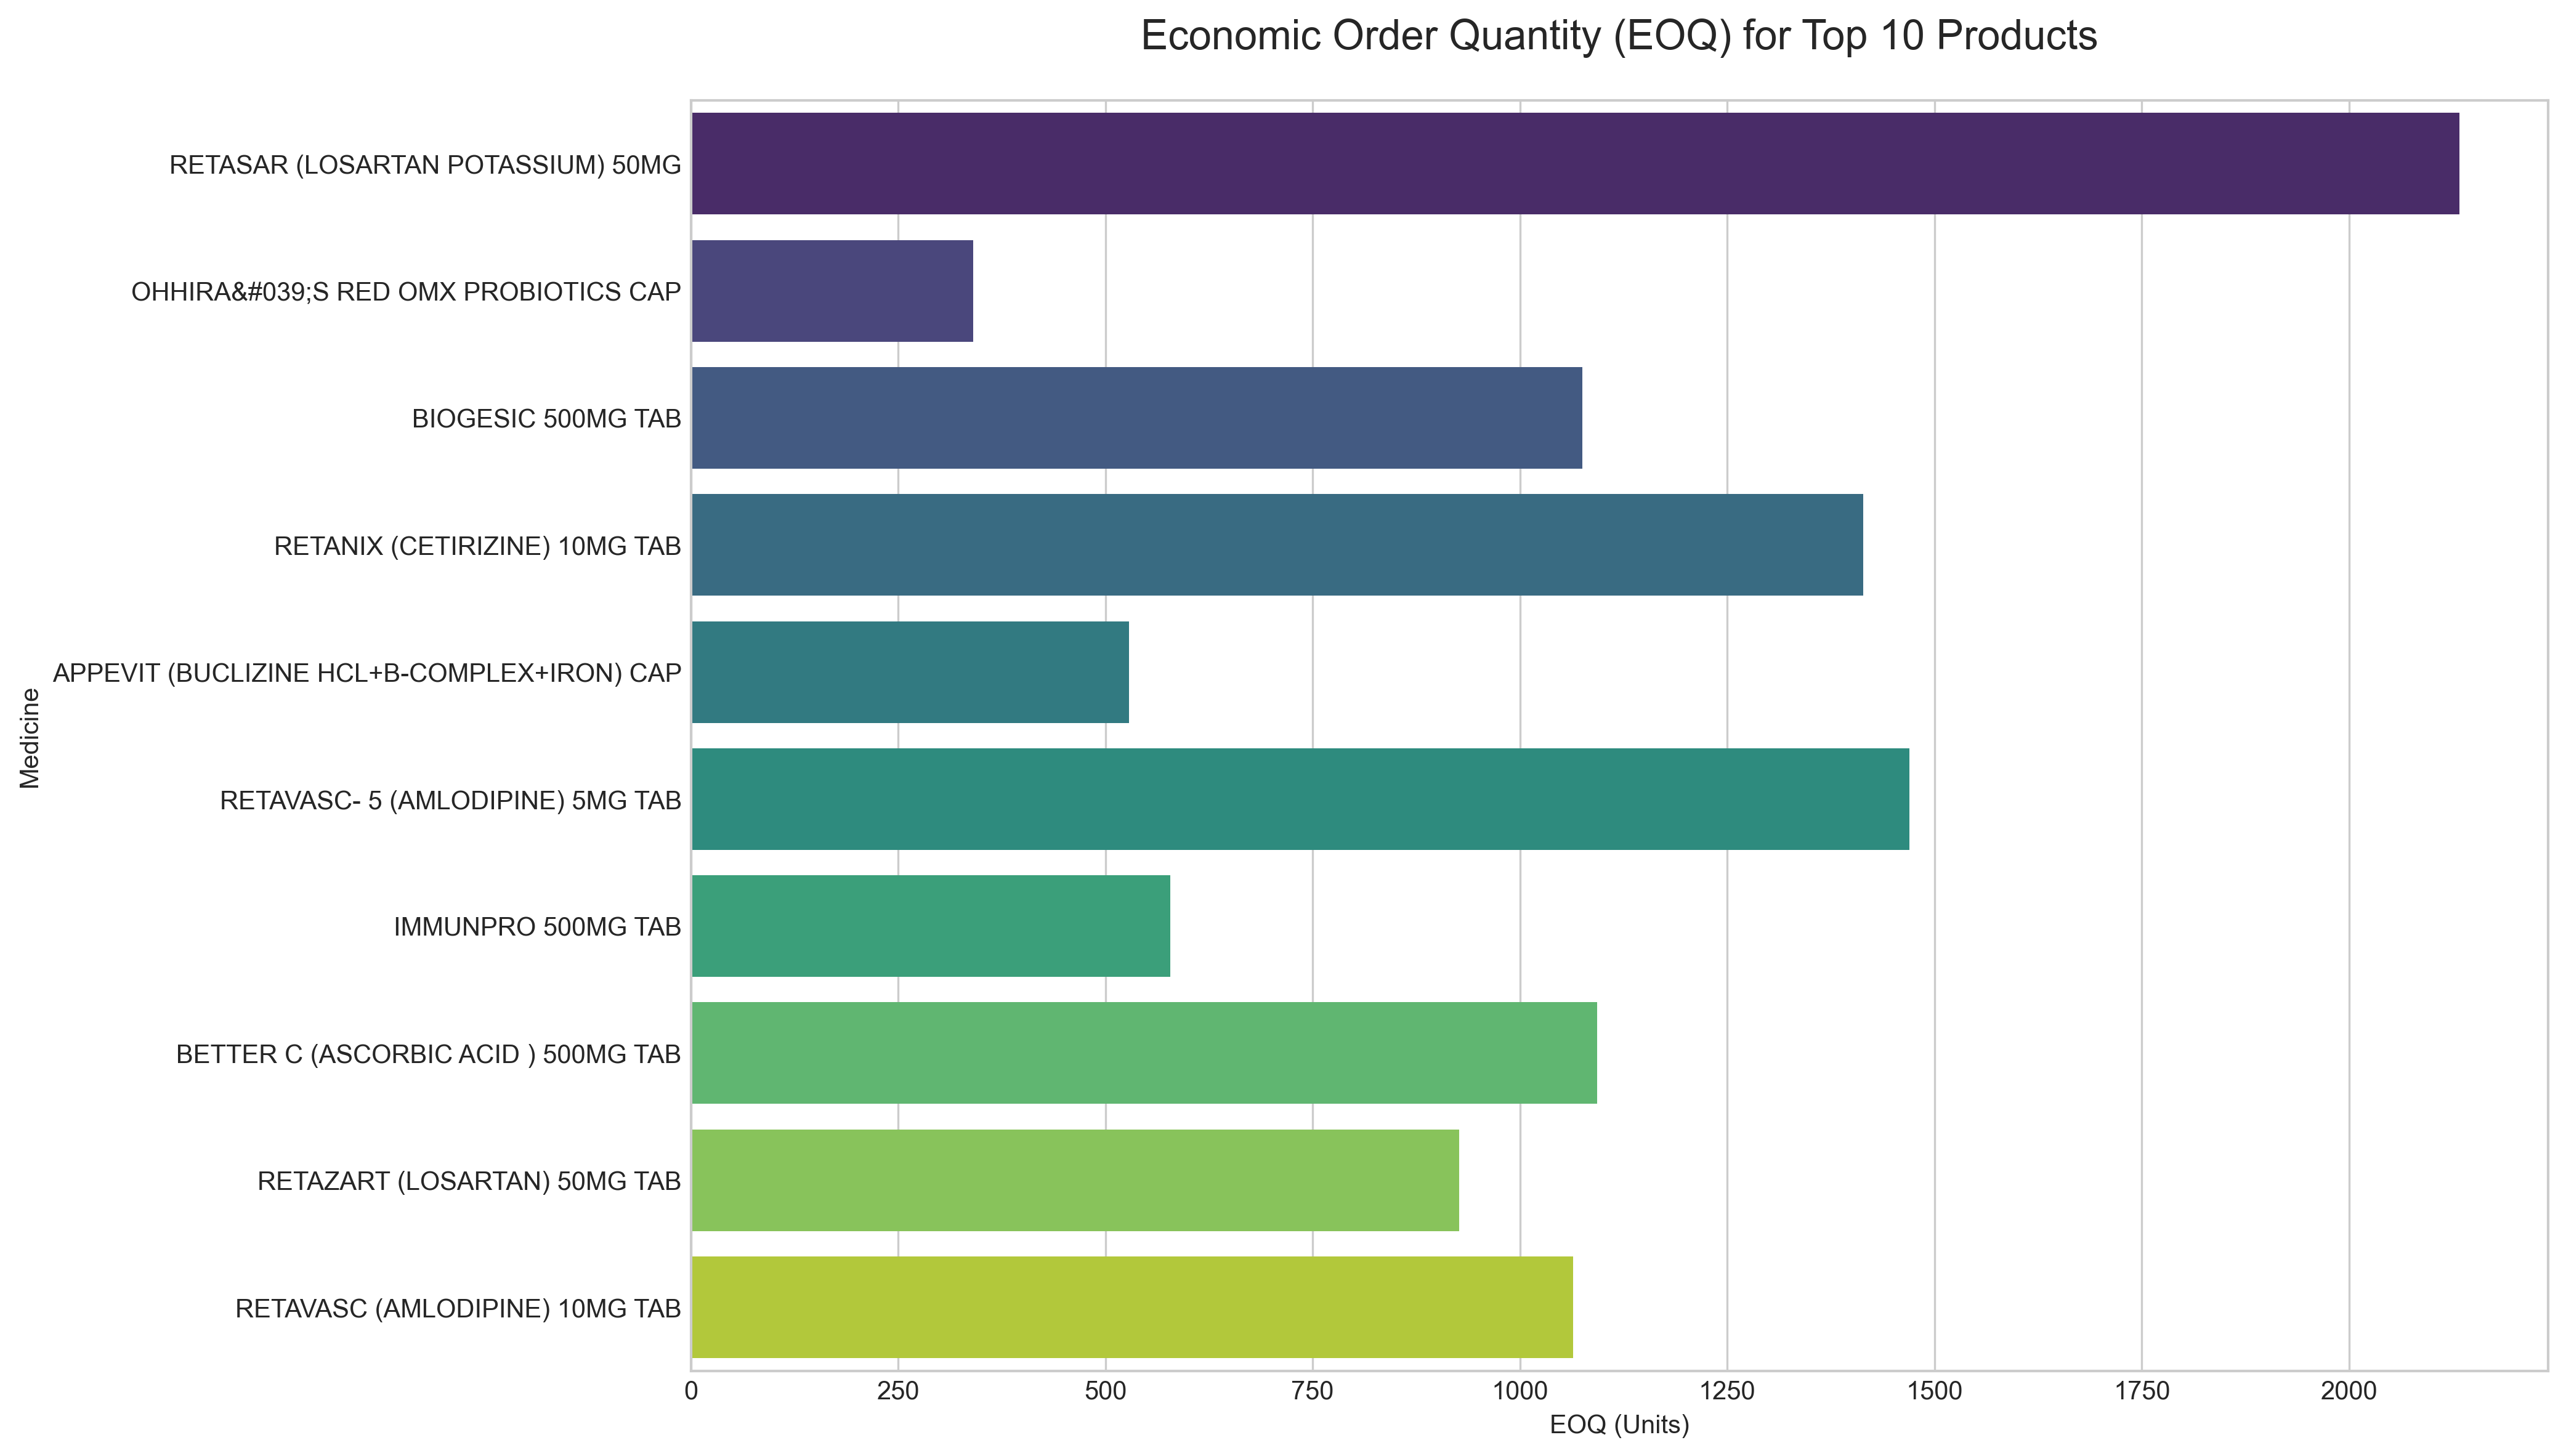 Economic Order Quantity (EOQ) for Top 10 Products
Medicine
RETASAR (LOSARTAN POTASSIUM) 50MG
OHHIRA&#039;S RED OMX PROBIOTICS CAP
BIOGESIC 500MG TAB
RETANIX (CETIRIZINE) 10MG TAB
APPEVIT (BUCLIZINE HCL+B-COMPLEX+IRON) CAP
RETAVASC- 5 (AMLODIPINE) 5MG TAB
IMMUNPRO 500MG TAB
BETTER C (ASCORBIC ACID ) 500MG TAB
RETAZART (LOSARTAN) 50MG TAB
RETAVASC (AMLODIPINE) 10MG TAB
0 250 500 750 1000 1250 1500 1750 2000
EOQ (Units)